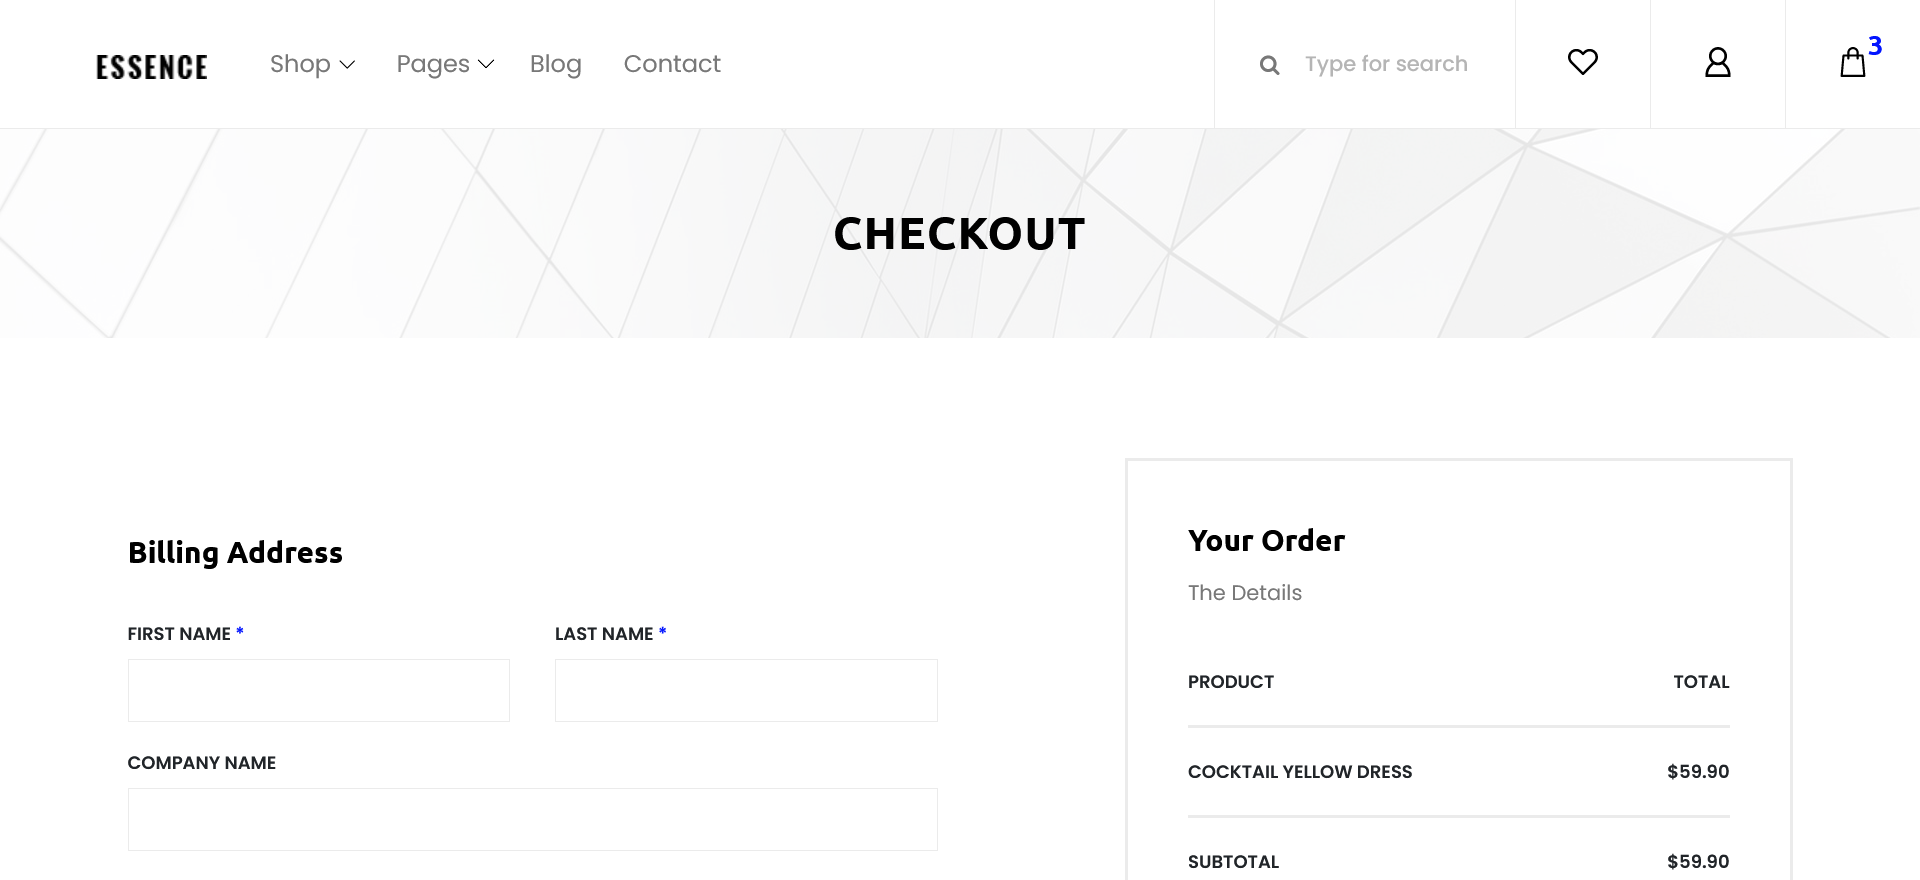 ESSENCE Shop Pages Blog Contact Type for search 3
CHECKOUT
Billing Address
FIRST NAME * LAST NAME *
COMPANY NAME
Your Order
The Details
PRODUCT TOTAL
COCKTAIL YELLOW DRESS $59.90
SUBTOTAL $59.90